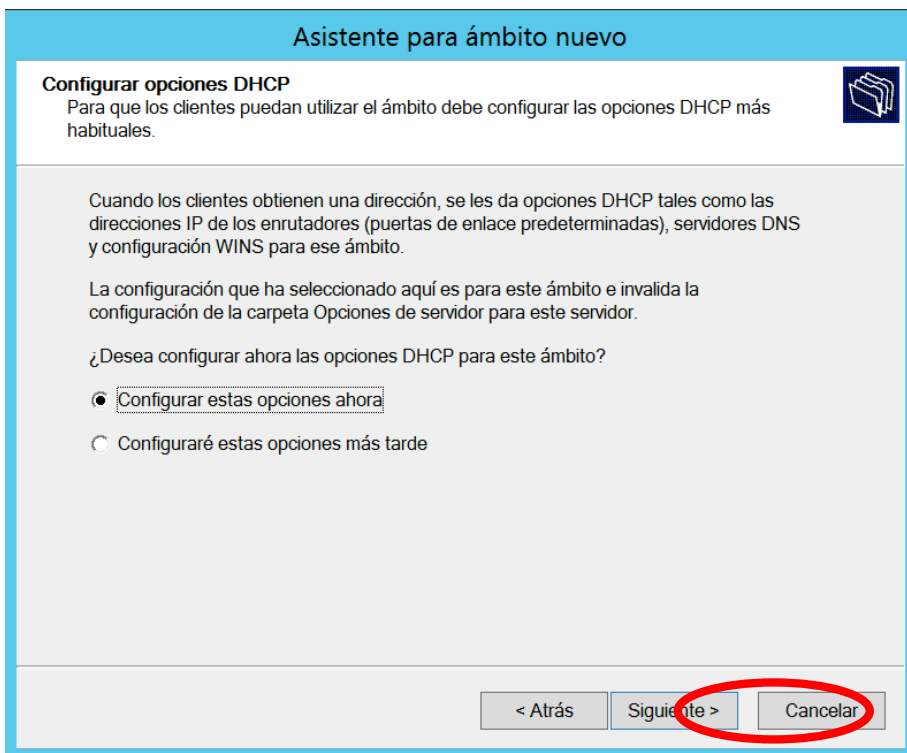 Asistente para ámbito nuevo
Configurar opciones DHCP
Para que los clientes puedan utilizar el ámbito debe configurar las opciones DHCP más
habituales.
Cuando los clientes obtienen una dirección, se les da opciones DHCP tales como las
direcciones IP de los enrutadores (puertas de enlace predeterminadas), servidores DNS
y configuración WINS para ese ámbito.
La configuración que ha seleccionado aquí es para este ámbito e invalida la
configuración de la carpeta Opciones de servidor para este servidor.
¿Desea configurar ahora las opciones DHCP para este ámbito?
Configurar estas opciones ahora
Configuraré estas opciones más tarde
< Atrás Siguiente > Cancelar